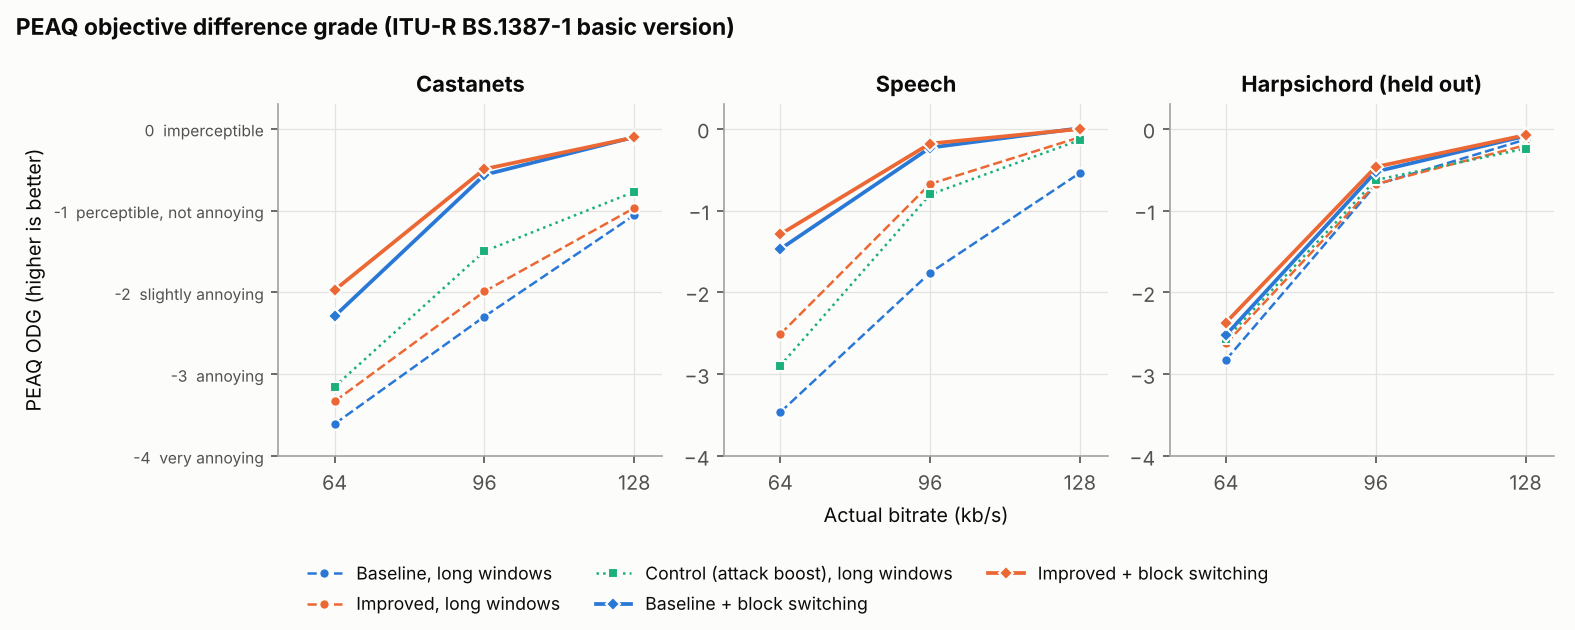 PEAQ objective difference grade (ITU-R BS.1387-1 basic version)
Castanets
Speech
Harpsichord (held out)
PEAQ ODG (higher is better)
0 imperceptible
-1 perceptible, not annoying
-2 slightly annoying
-3 annoying
-4 very annoying
64 96 128
0
−1
−2
−3
−4
64 96 128
0
−1
−2
−3
−4
64 96 128
Actual bitrate (kb/s)
Baseline, long windows
Control (attack boost), long windows
Improved + block switching
Improved, long windows
Baseline + block switching